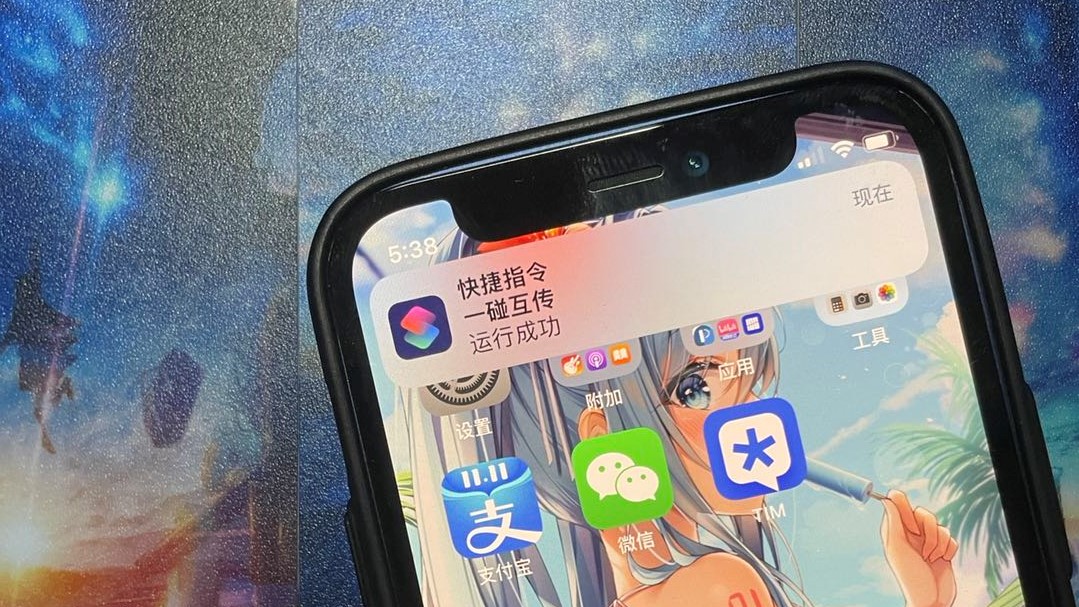 5:38
现在
快捷指令
一碰互传
运行成功
工具
应用
附加
设置
11.11
支
支付宝
微信
TIM